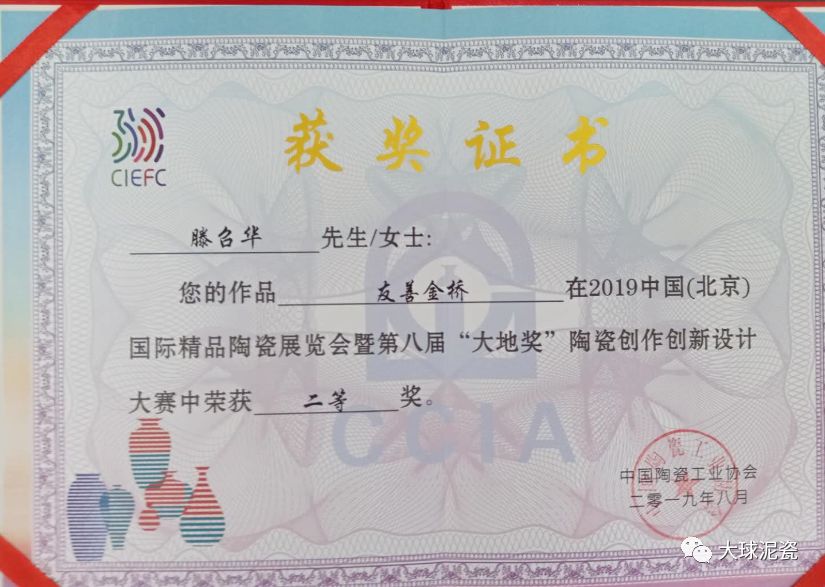 CIEFC
获奖证书
滕召华 先生/女士:
您的作品 友善金桥 在2019中国(北京)
国际精品陶瓷展览会暨第八届“大地奖”陶瓷创作创新设计
大赛中荣获 二等 奖。
CCIA
中国陶瓷工业协会
二零一九年八月
大球泥瓷